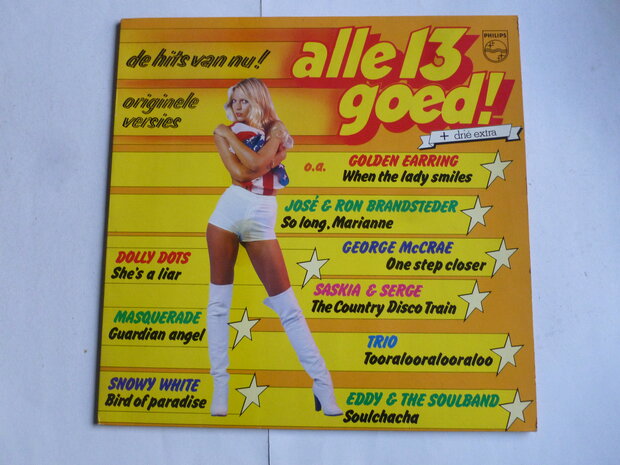 de hits van nu!
alle 13
goed!
PHILIPS
originele
versies
+ drié extra
o.a.
GOLDEN EARRING
When the lady smiles
JOSÉ & RON BRANDSTEDER
So long, Marianne
GEORGE McCRAE
One step closer
DOLLY DOTS
She's a liar
SASKIA & SERGE
The Country Disco Train
MASQUERADE
Guardian angel
TRIO
Tooralooralooraloo
SNOWY WHITE
Bird of paradise
EDDY & THE SOULBAND
Soulchacha